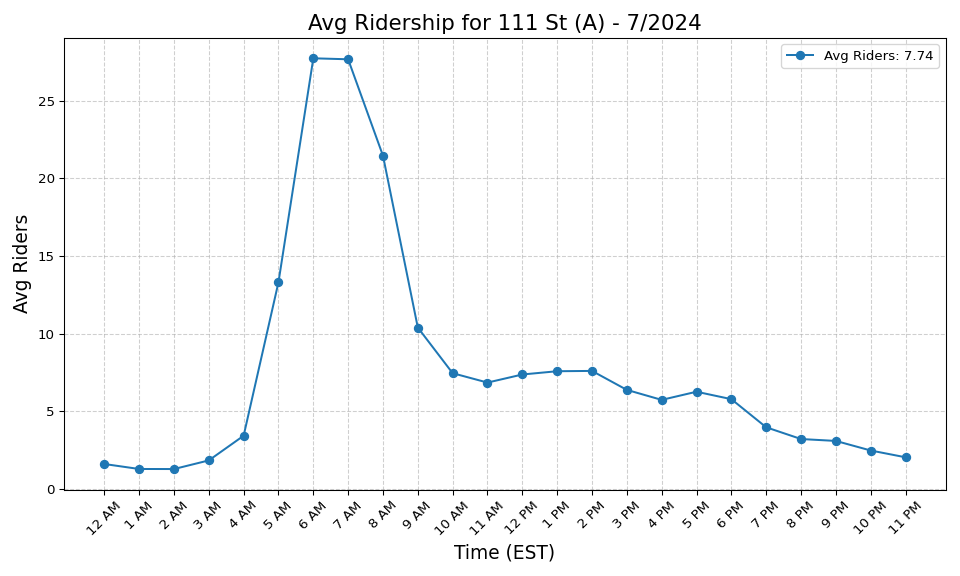 Avg Ridership for 111 St (A) - 7/2024
Avg Riders: 7.74
Avg Riders
25
20
15
10
5
0
12 AM
1 AM
2 AM
3 AM
4 AM
5 AM
6 AM
7 AM
8 AM
9 AM
10 AM
11 AM
12 PM
1 PM
2 PM
3 PM
4 PM
5 PM
6 PM
7 PM
8 PM
9 PM
10 PM
11 PM
Time (EST)